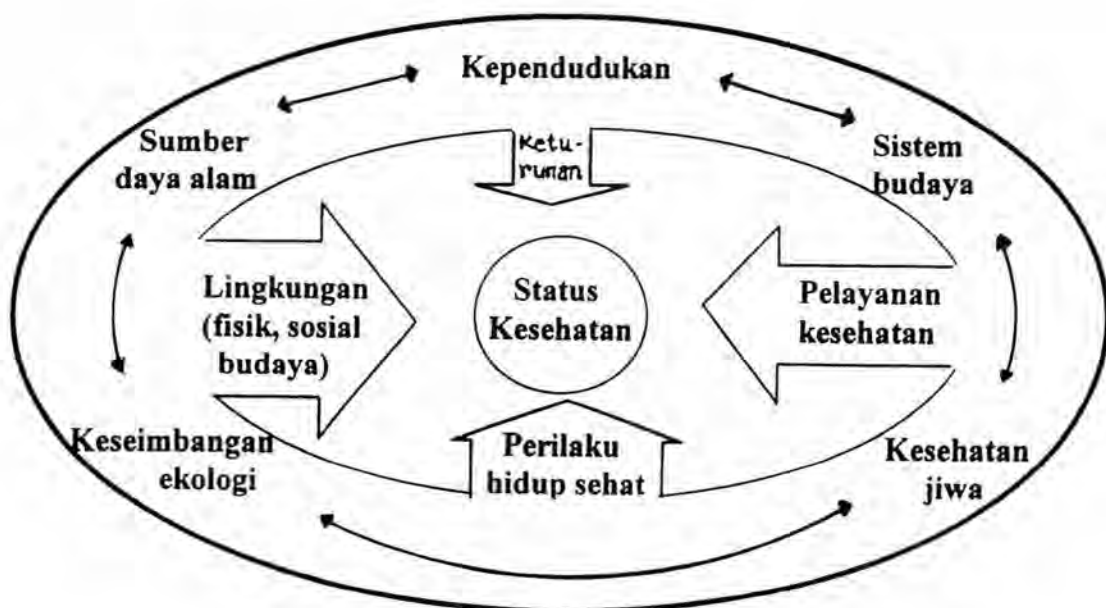 Kependudukan
Sumber
daya alam
Ketu-
runan
Sistem
budaya
Lingkungan
(fisik, sosial
budaya)
Status
Kesehatan
Pelayanan
kesehatan
Keseimbangan
ekologi
Perilaku
hidup sehat
Kesehatan
jiwa